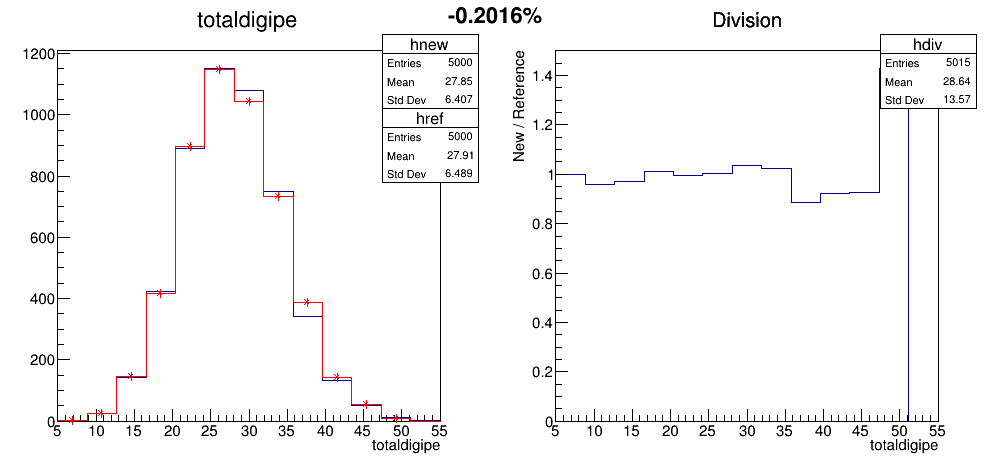 -0.2016%
totaldigipe
hnew
Entries 5000
Mean 27.85
Std Dev 6.407
href
Entries 5000
Mean 27.91
Std Dev 6.489
1200
1000
800
600
400
200
0
5 10 15 20 25 30 35 40 45 50 55
totaldigipe
Division
hdiv
Entries 5015
Mean 28.64
Std Dev 13.57
New / Reference
1.4
1.2
1
0.8
0.6
0.4
0.2
0
5 10 15 20 25 30 35 40 45 50 55
totaldigipe